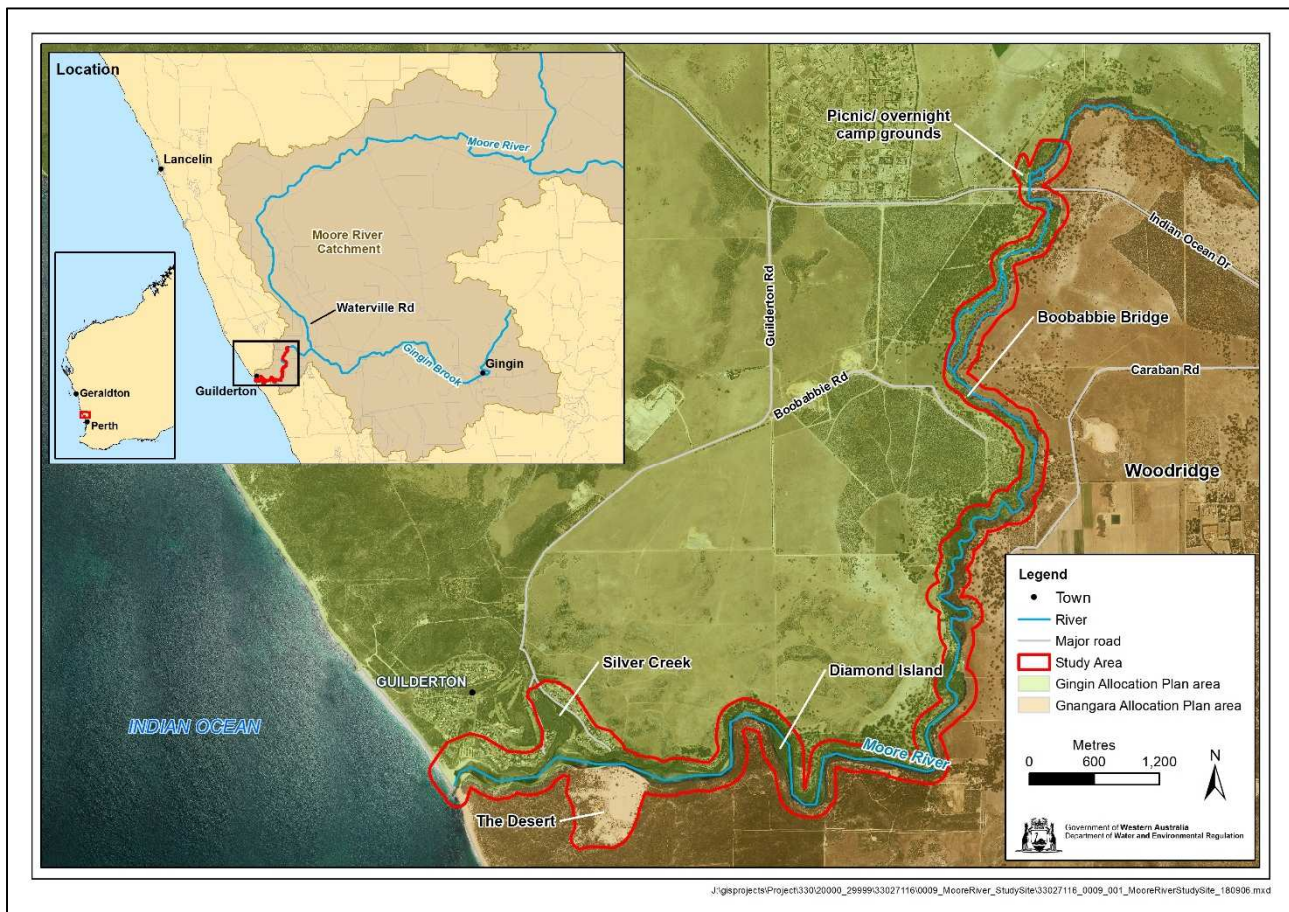 Location
Lancelin
Moore River
Moore River
Catchment
Waterville Rd
Gingin Brook
Gingin
Guilderton
Geraldton
Perth
Picnic/ overnight
camp grounds
Indian Ocean Dr
Guilderton Rd
Boobabbie Bridge
Caraban Rd
Boobabbie Rd
Woodridge
Silver Creek
Diamond Island
GUILDERTON
INDIAN OCEAN
Moore River
The Desert
Legend
Town
River
Major road
Study Area
Gingin Allocation Plan area
Gnangara Allocation Plan area
Metres
0 600 1,200
N
Government of Western Australia
Department of Water and Environmental Regulation
J:\gisprojects\Project\330\20000_29999\33027116\0009_MooreRiver_StudySite\33027116_0009_001_MooreRiverStudySite_180906.mxd